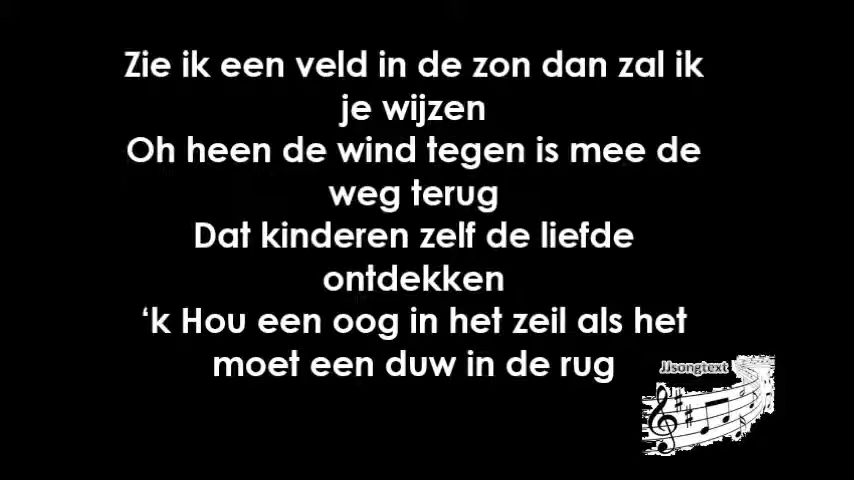 Zie ik een veld in de zon dan zal ik
je wijzen
Oh heen de wind tegen is mee de
weg terug
Dat kinderen zelf de liefde
ontdekken
‘k Hou een oog in het zeil als het
moet een duw in de rug
JJsongtext